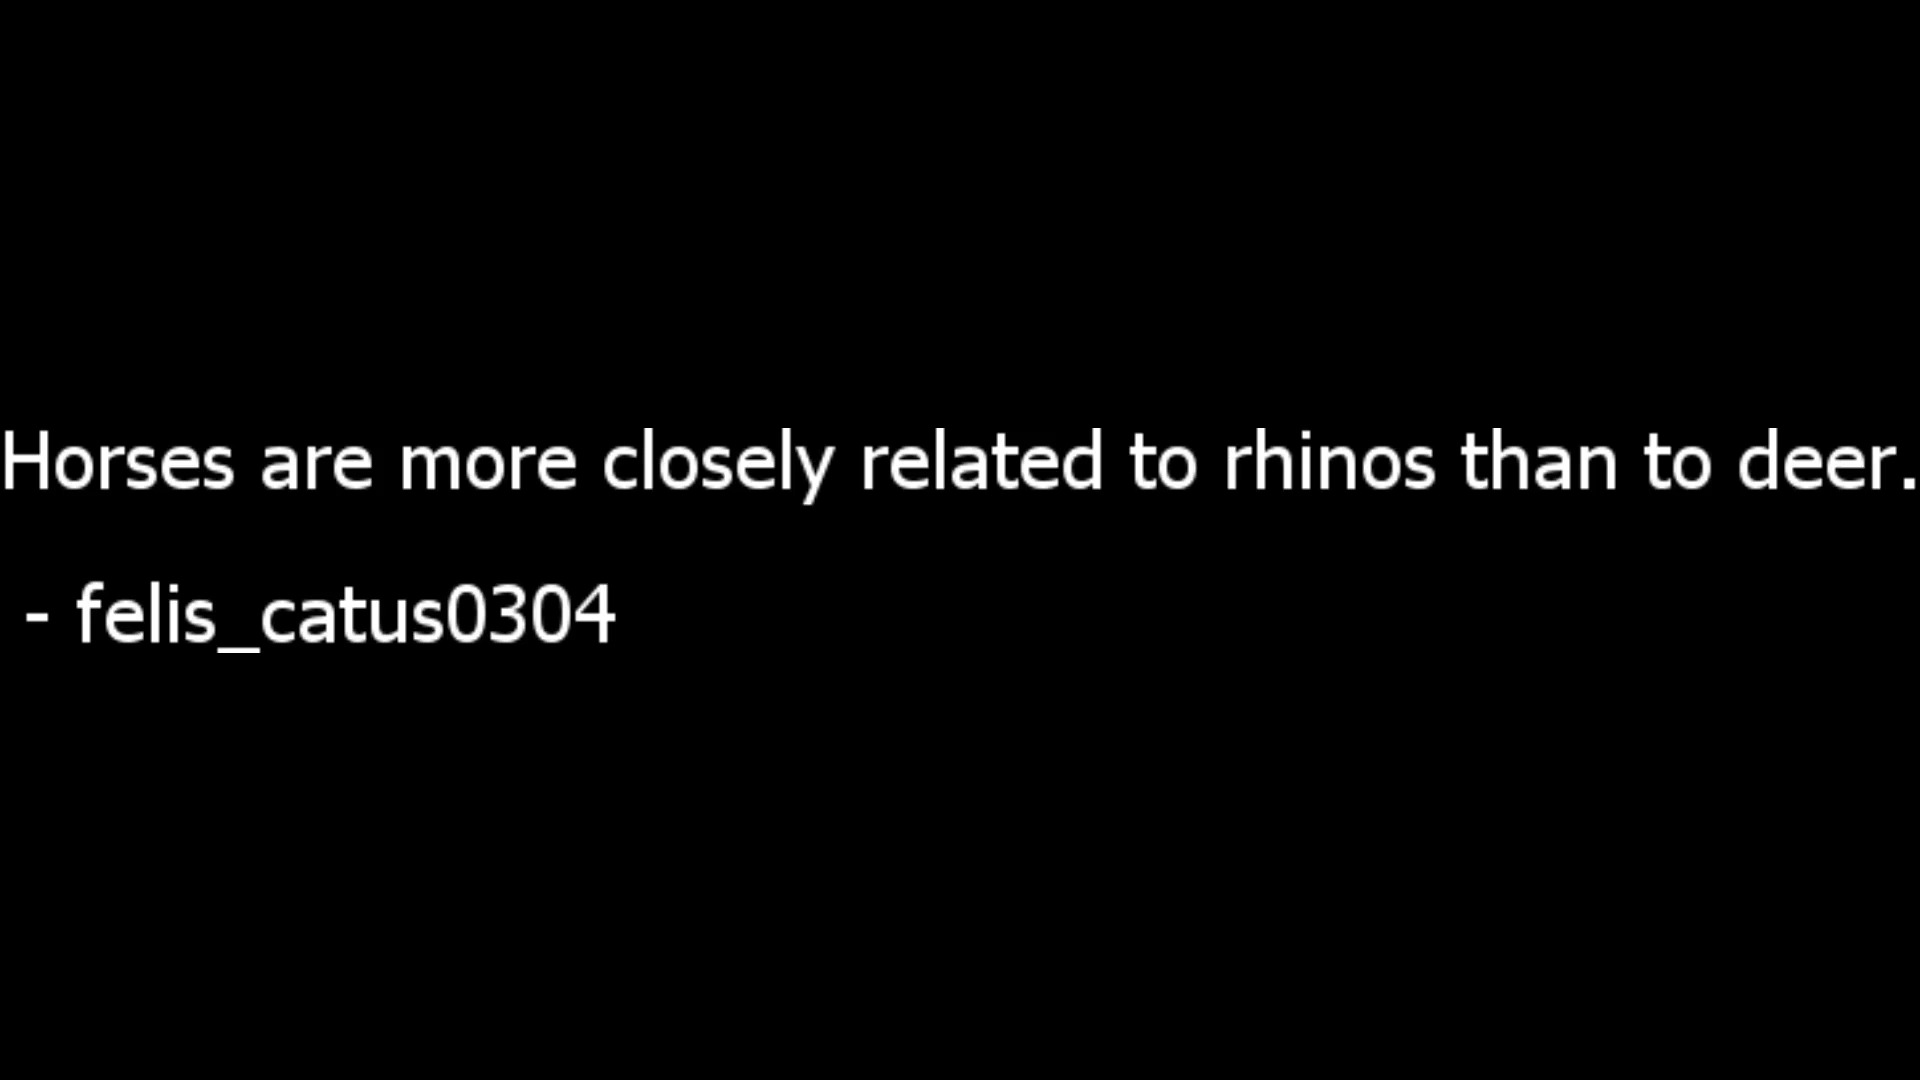 Horses are more closely related to rhinos than to deer.
- felis_catus0304